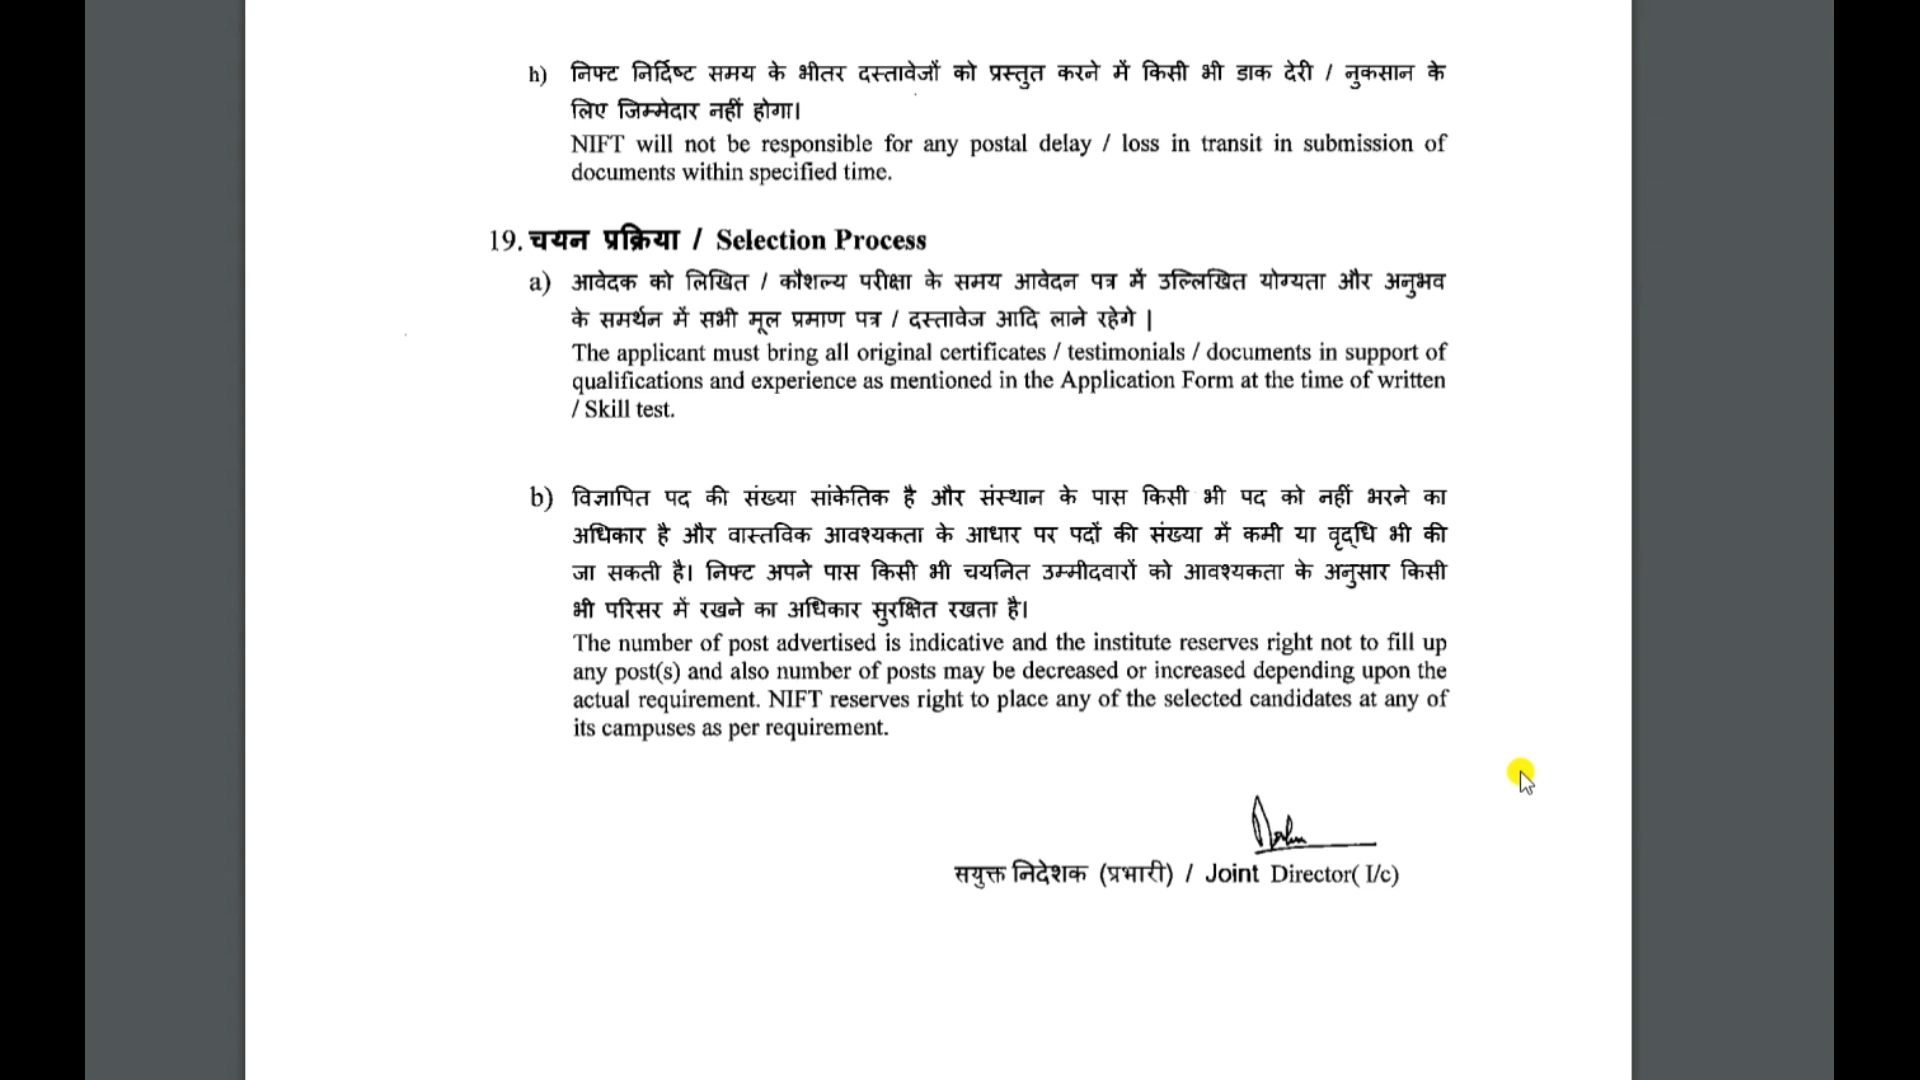 h) निफ्ट निर्दिष्ट समय के भीतर दस्तावेजों को प्रस्तुत करने में किसी भी डाक देरी / नुकसान के
लिए जिम्मेदार नहीं होगा।
NIFT will not be responsible for any postal delay / loss in transit in submission of
documents within specified time.
19. चयन प्रक्रिया / Selection Process
a) आवेदक को लिखित / कौशल्य परीक्षा के समय आवेदन पत्र में उल्लिखित योग्यता और अनुभव
के समर्थन में सभी मूल प्रमाण पत्र / दस्तावेज आदि लाने रहेगे |
The applicant must bring all original certificates / testimonials / documents in support of
qualifications and experience as mentioned in the Application Form at the time of written
/ Skill test.
b) विज्ञापित पद की संख्या सांकेतिक है और संस्थान के पास किसी भी पद को नहीं भरने का
अधिकार है और वास्तविक आवश्यकता के आधार पर पदों की संख्या में कमी या वृद्धि भी की
जा सकती है। निफ्ट अपने पास किसी भी चयनित उम्मीदवारों को आवश्यकता के अनुसार किसी
भी परिसर में रखने का अधिकार सुरक्षित रखता है।
The number of post advertised is indicative and the institute reserves right not to fill up
any post(s) and also number of posts may be decreased or increased depending upon the
actual requirement. NIFT reserves right to place any of the selected candidates at any of
its campuses as per requirement.
सयुक्त निदेशक (प्रभारी) / Joint Director( I/c)